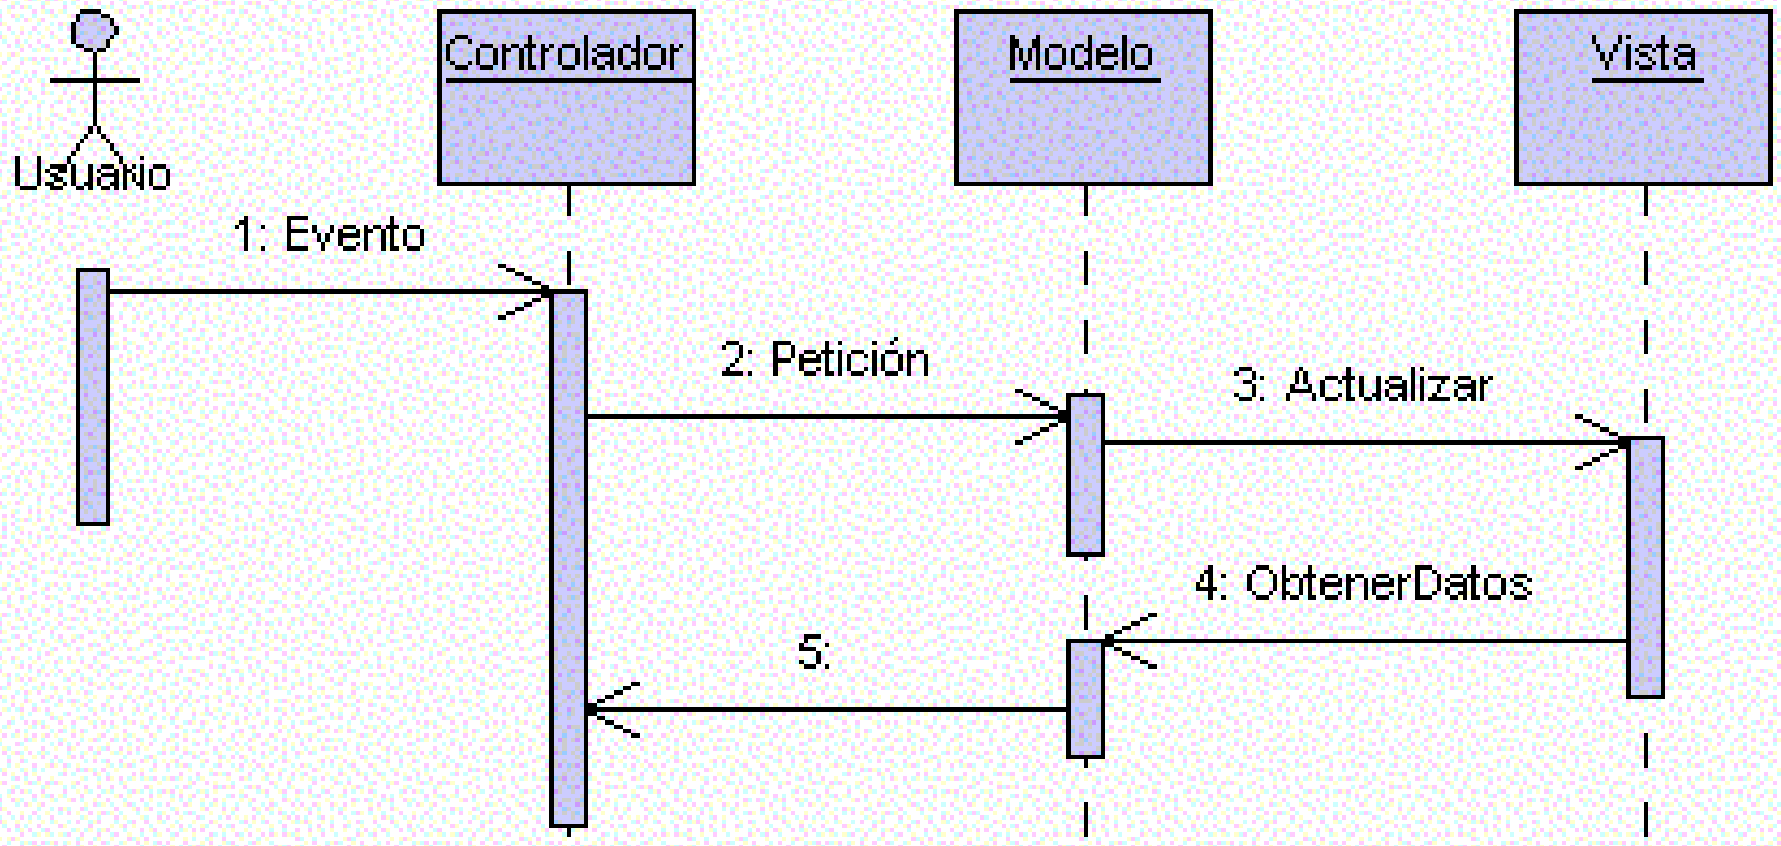 Controlador
Modelo
Vista
Usuario
1: Evento
2: Petición
3: Actualizar
4: ObtenerDatos
5: